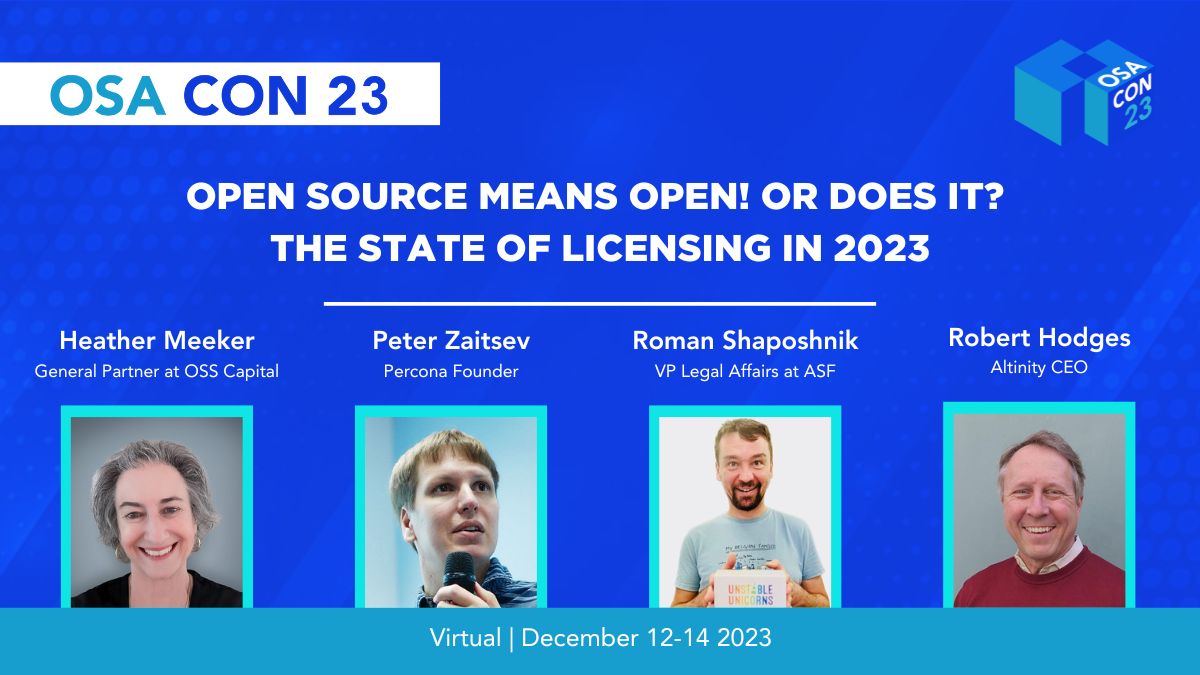 OSA CON 23
OSA
CON
23
OPEN SOURCE MEANS OPEN! OR DOES IT?
THE STATE OF LICENSING IN 2023
Heather Meeker
General Partner at OSS Capital
Peter Zaitsev
Percona Founder
Roman Shaposhnik
VP Legal Affairs at ASF
Robert Hodges
Altinity CEO
UNSTABLE
UNICORNS
Virtual | December 12-14 2023